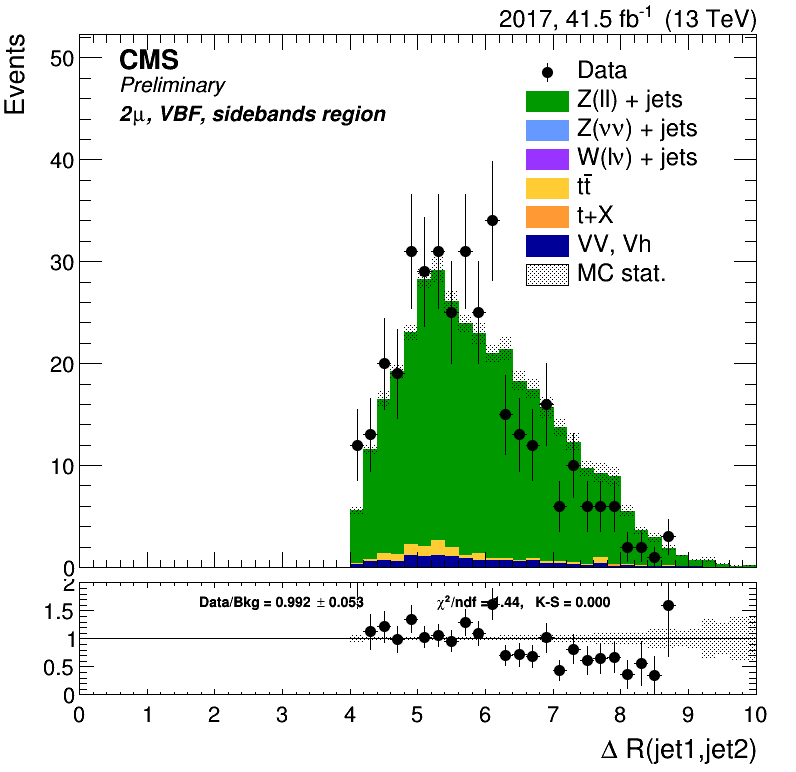 2017, 41.5 fb⁻¹ (13 TeV)
Events
CMS
Preliminary
2μ, VBF, sidebands region
Data
Z(ll) + jets
Z(νν) + jets
W(lν) + jets
tt̄
t+X
VV, Vh
MC stat.
50
40
30
20
10
0
Data/Bkg = 0.992 ± 0.053 χ²/ndf = .44, K-S = 0.000
2
1.5
1
0.5
0
0 1 2 3 4 5 6 7 8 9 10
Δ R(jet1,jet2)